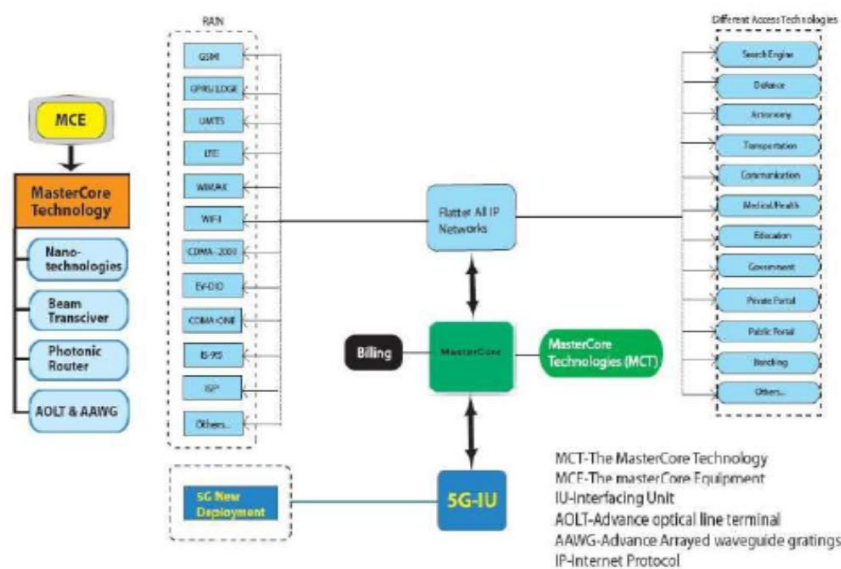 RAIN
Different Access Technologies
GSM
GPRS/ EDGE
UMTS
LTE
WIMAX
WIFI
CDMA-2000
EV-DO
CDMA-ONE
IS-95
ISP
Others...
MCE
MasterCore
Technology
Nano-
technologies
Beam
Transciver
Photonic
Router
AOLT & AAWG
Flatter All IP
Networks
Billing
MasterCore
MasterCore
Technologies (MCT)
5G New
Deployment
5G-IU
Search Engine
Defence
Astronomy
Transportation
Communication
Medical/Health
Education
Government
Private Portal
Public Portal
Banking
Others...
MCT-The MasterCore Technology
MCE-The masterCore Equipment
IU-Interfacing Unit
AOLT-Advance optical line terminal
AAWG-Advance Arrayed waveguide gratings
IP-Internet Protocol